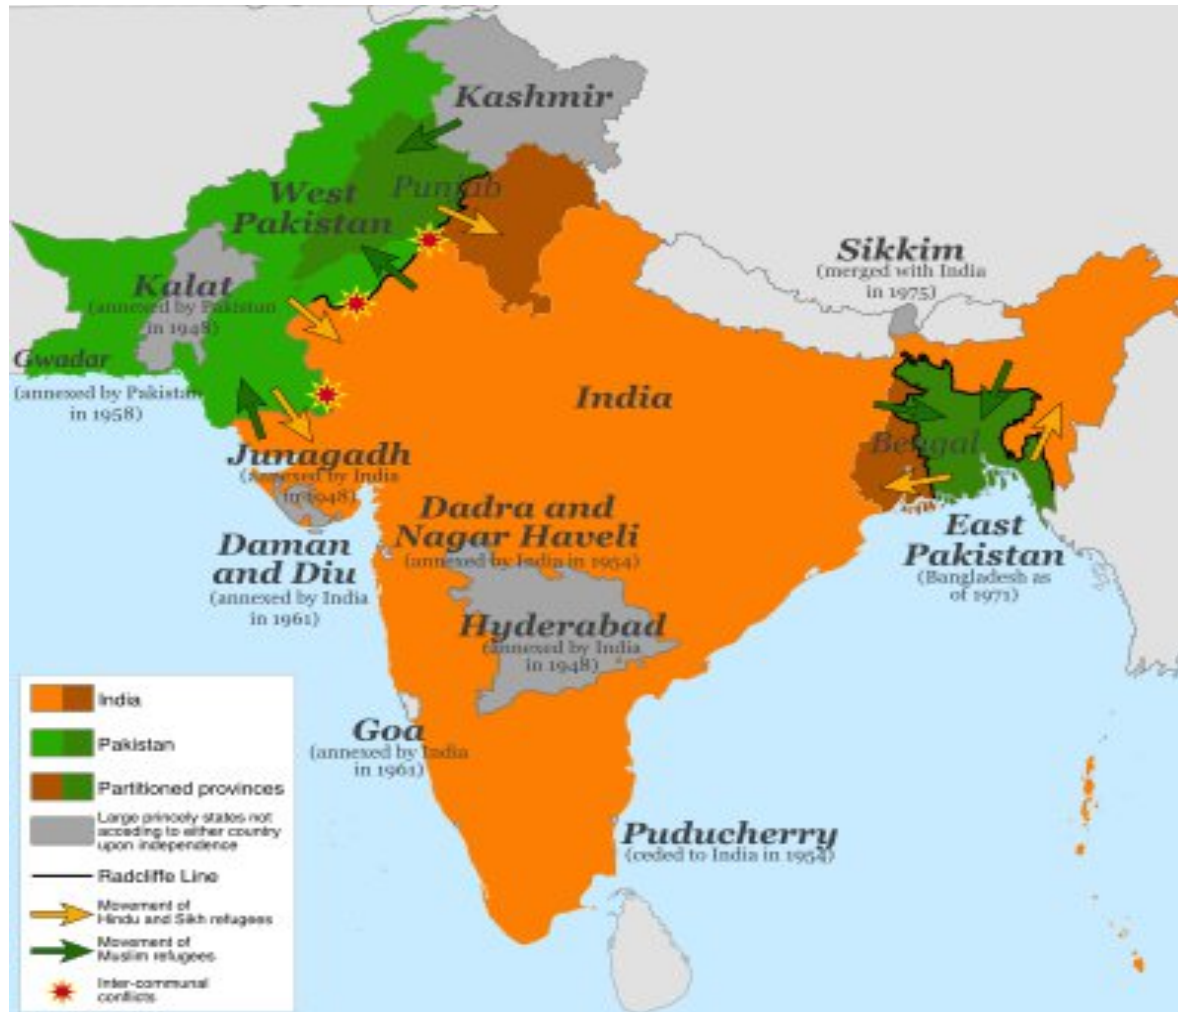 Kashmir
Punjab
West
Pakistan
Kalat
(annexed by Pakistan
in 1948)
Gwadar
(annexed by Pakistan
in 1958)
Sikkim
(merged with India
in 1975)
India
Bengal
Junagadh
(annexed by India
in 1948)
Dadra and
Nagar Haveli
(annexed by India in 1954)
Daman
and Diu
(annexed by India
in 1961)
East
Pakistan
(Bangladesh as
of 1971)
Hyderabad
(annexed by India
in 1948)
Goa
(annexed by India
in 1961)
Puducherry
(ceded to India in 1954)
India
Pakistan
Partitioned provinces
Large princely states not
acceding to either country
upon independence
Radcliffe Line
Movement of
Hindu and Sikh refugees
Movement of
Muslim refugees
Inter-communal
conflicts